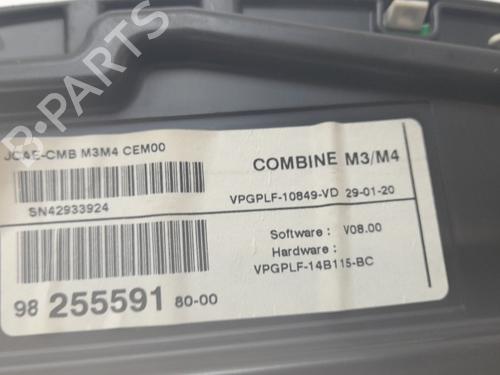 B-PARTS
JCAE-CMB M3M4 CEM00
SN42933924
COMBINE M3/M4
VPGPLF-10849-VD 29-01-20
Software : V08.00
Hardware :
VPGPLF-14B115-BC
98 255591 80-00